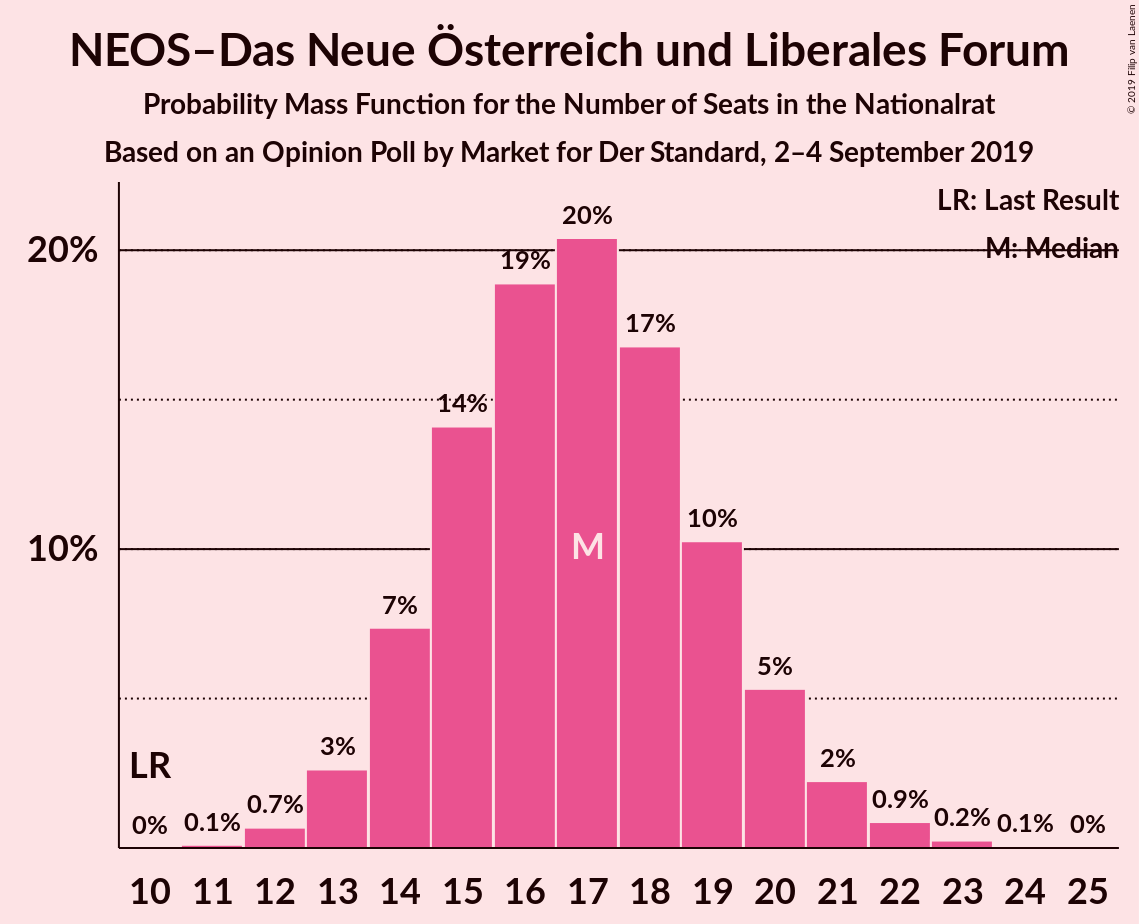 NEOS–Das Neue Österreich und Liberales Forum
Probability Mass Function for the Number of Seats in the Nationalrat
Based on an Opinion Poll by Market for Der Standard, 2–4 September 2019
© 2019 Filip van Laenen
LR: Last Result
M: Median
20%
10%
LR
0%
0.1%
0.7%
3%
7%
14%
19%
20%
17%
10%
5%
2%
0.9%
0.2%
0.1%
0%
M
10 11 12 13 14 15 16 17 18 19 20 21 22 23 24 25